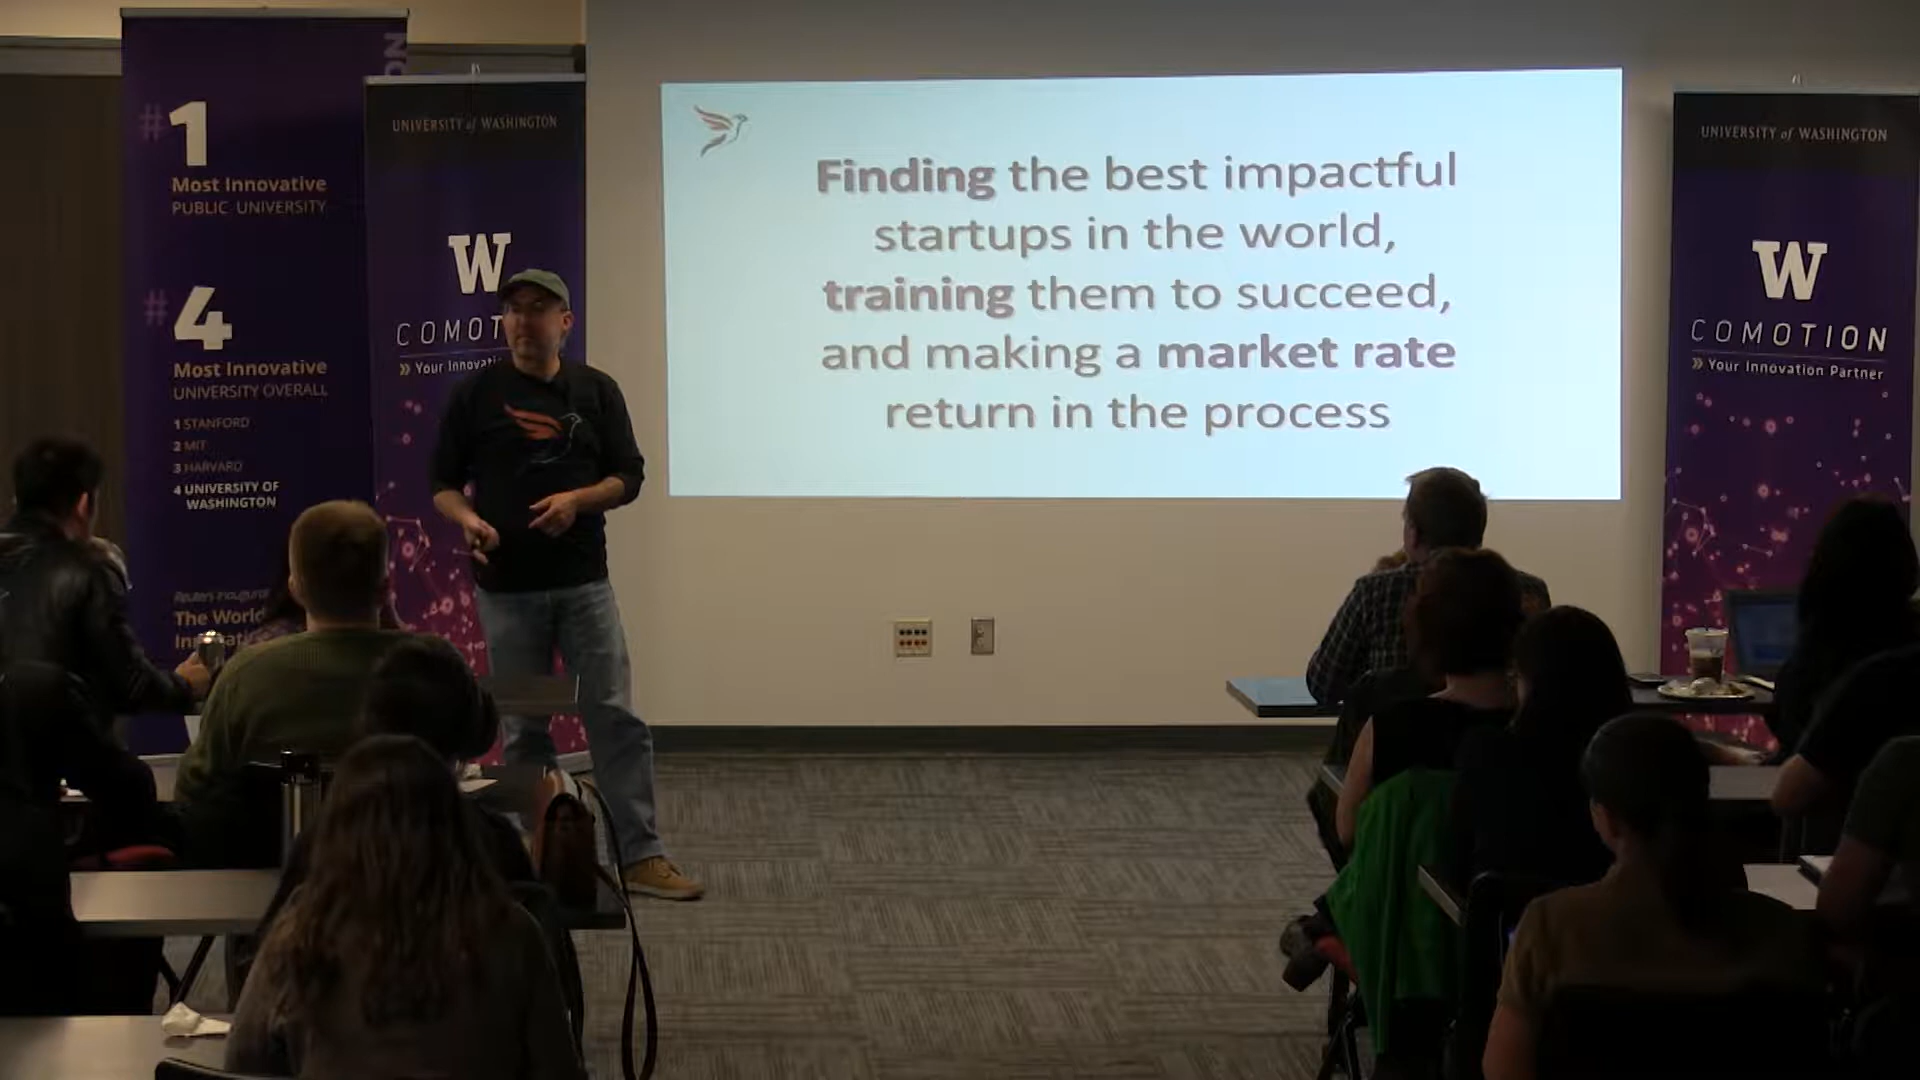 #1
Most Innovative
PUBLIC UNIVERSITY
#4
Most Innovative
UNIVERSITY OVERALL
1 STANFORD
2 MIT
3 HARVARD
4 UNIVERSITY OF
WASHINGTON
Reuters Inaugural
The World
UNIVERSITY of WASHINGTON
W
COMOT
» Your Innovati
Finding the best impactful
startups in the world,
training them to succeed,
and making a market rate
return in the process
UNIVERSITY of WASHINGTON
W
COMOTION
» Your Innovation Partner